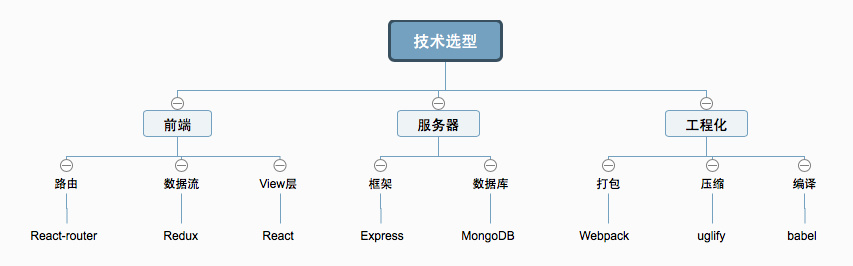 技术选型
前端
服务器
工程化
路由
数据流
View层
框架
数据库
打包
压缩
编译
React-router
Redux
React
Express
MongoDB
Webpack
uglify
babel